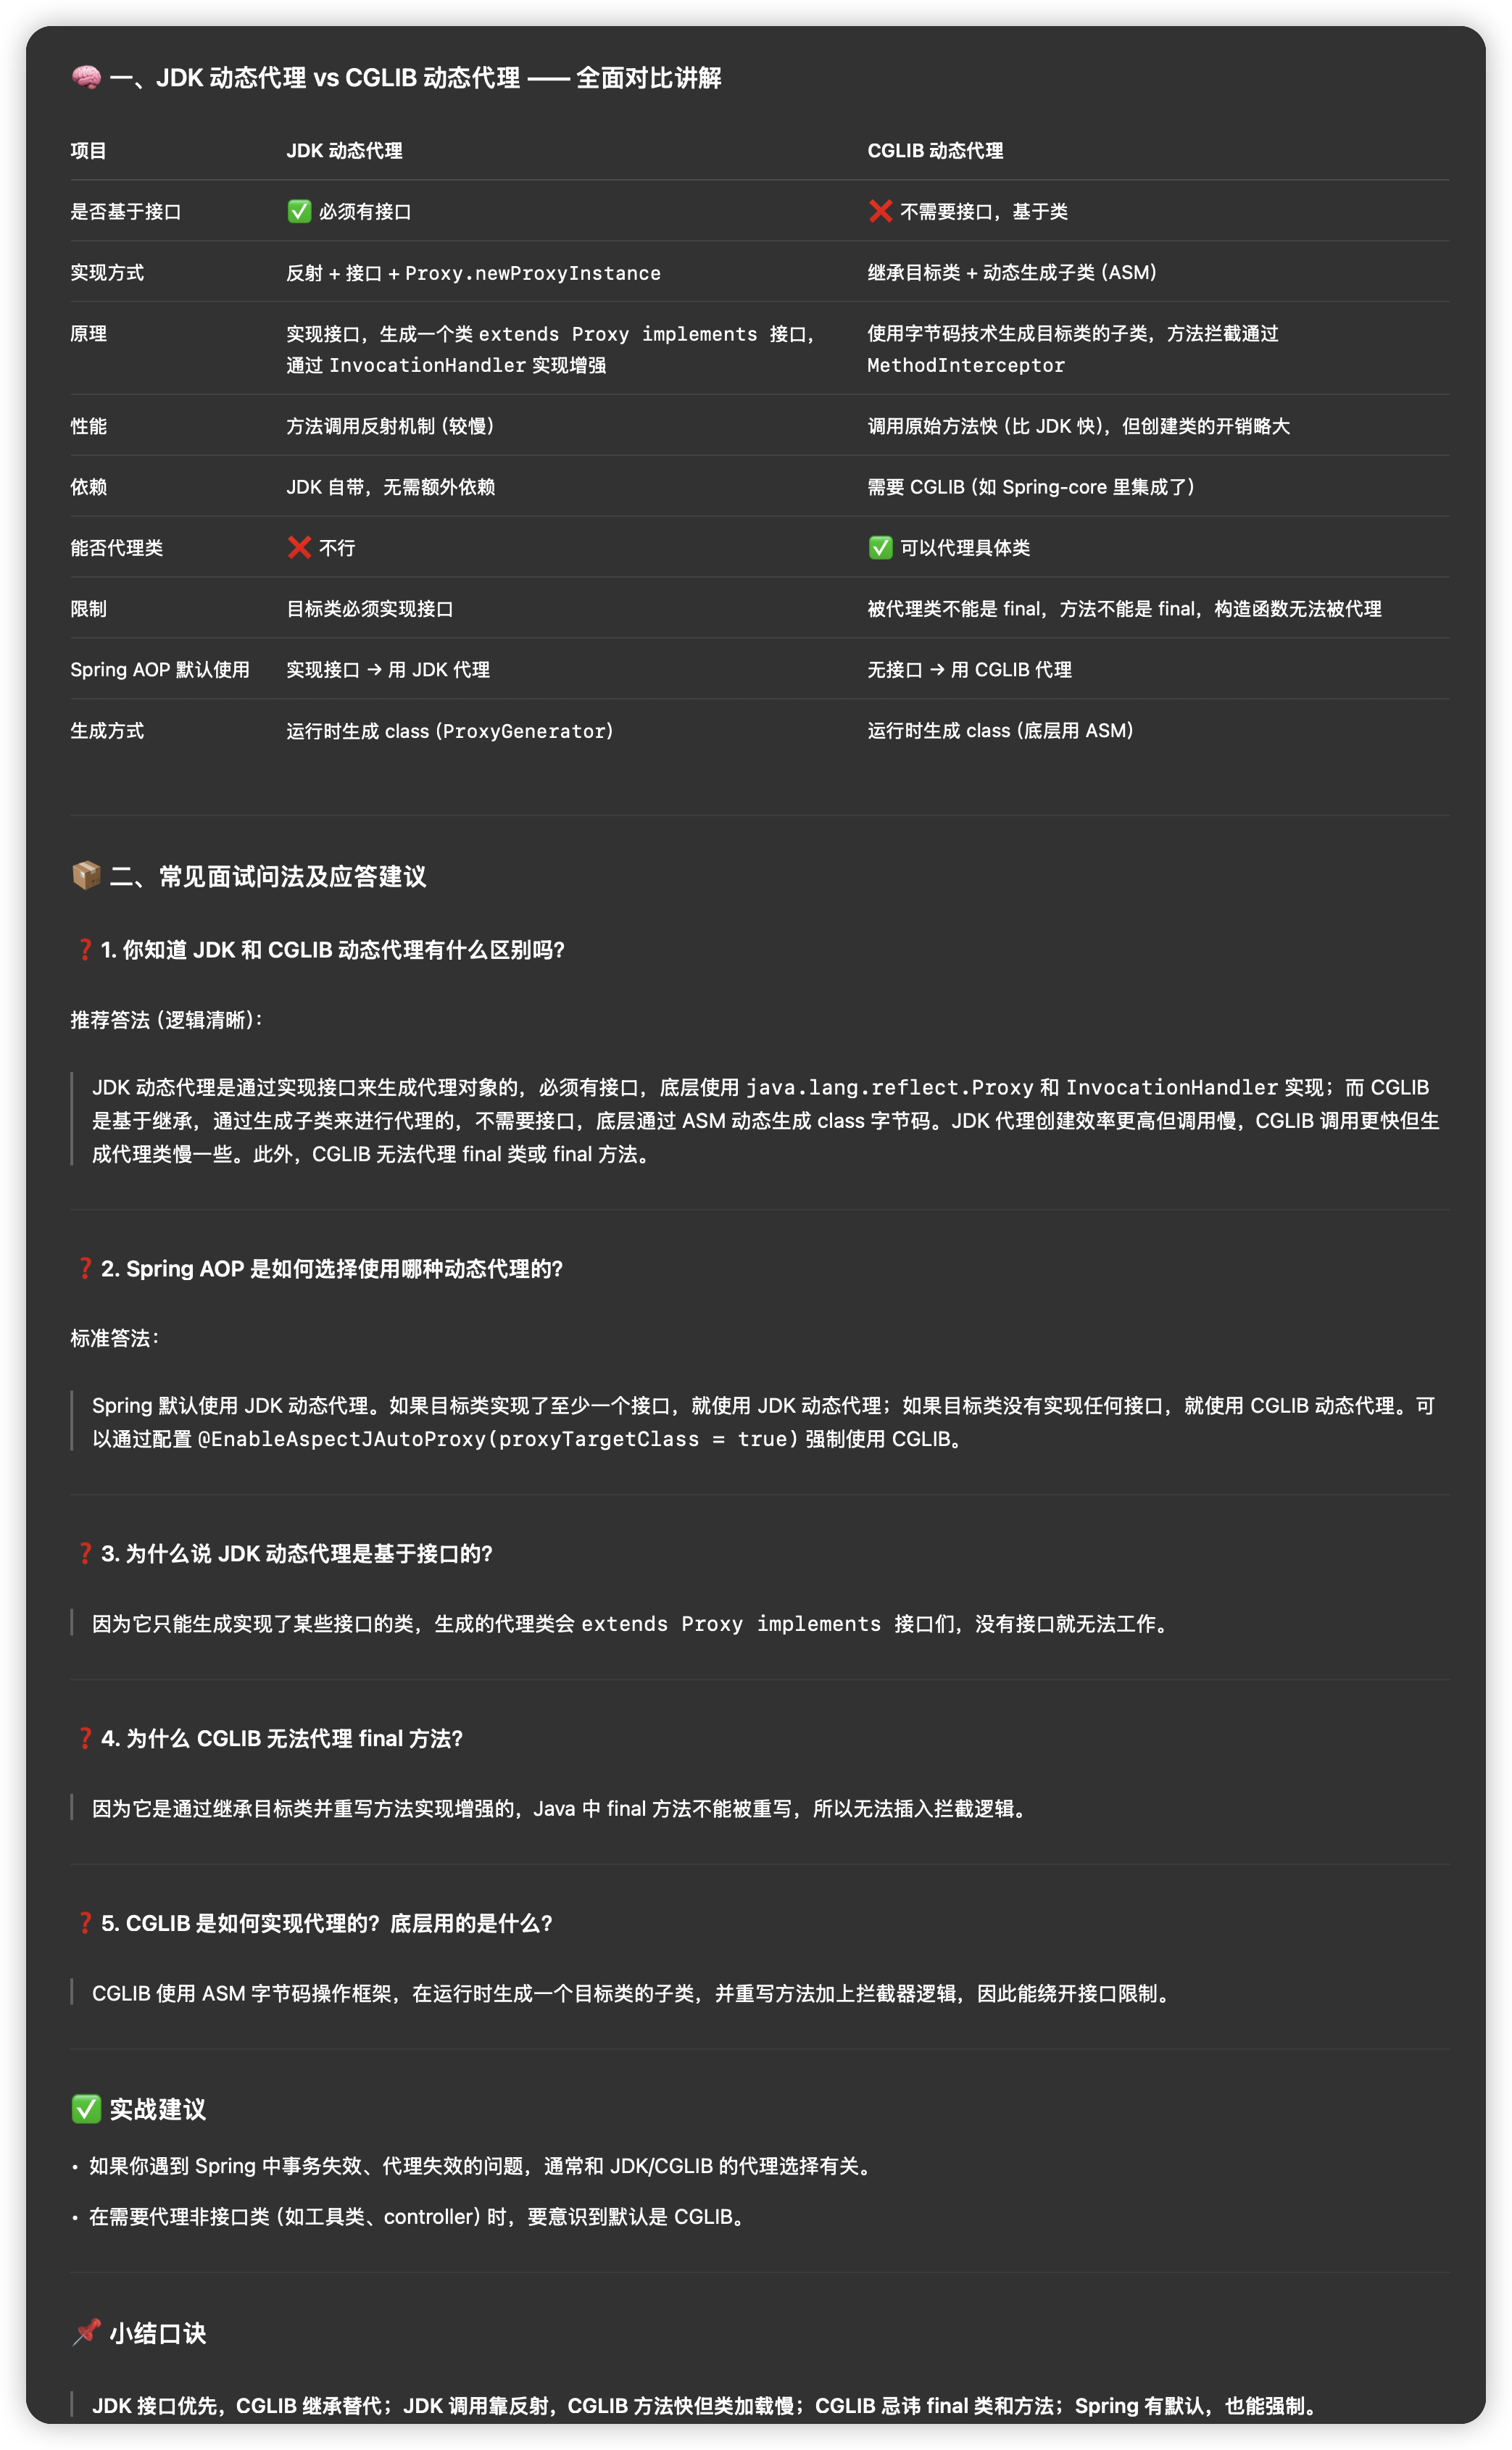 🧠 一、JDK 动态代理 vs CGLIB 动态代理 —— 全面对比讲解
项目 JDK 动态代理 CGLIB 动态代理
是否基于接口 ✅ 必须有接口 ❌ 不需要接口，基于类
实现方式 反射 + 接口 + Proxy.newProxyInstance 继承目标类 + 动态生成子类 (ASM)
原理 实现接口，生成一个类 extends Proxy implements 接口， 使用字节码技术生成目标类的子类，方法拦截通过
通过 InvocationHandler 实现增强 MethodInterceptor
性能 方法调用反射机制 (较慢) 调用原始方法快 (比 JDK 快)，但创建类的开销略大
依赖 JDK 自带，无需额外依赖 需要 CGLIB (如 Spring-core 里集成了)
能否代理类 ❌ 不行 ✅ 可以代理具体类
限制 目标类必须实现接口 被代理类不能是 final，方法不能是 final，构造函数无法被代理
Spring AOP 默认使用 实现接口 → 用 JDK 代理 无接口 → 用 CGLIB 代理
生成方式 运行时生成 class (ProxyGenerator) 运行时生成 class (底层用 ASM)
📦 二、常见面试问法及应答建议
❓1. 你知道 JDK 和 CGLIB 动态代理有什么区别吗?
推荐答法 (逻辑清晰)：
JDK 动态代理是通过实现接口来生成代理对象的，必须有接口，底层使用 java.lang.reflect.Proxy 和 InvocationHandler 实现；而 CGLIB
是基于继承，通过生成子类来进行代理的，不需要接口，底层通过 ASM 动态生成 class 字节码。JDK 代理创建效率更高但调用慢，CGLIB 调用更快但生
成代理类慢一些。此外，CGLIB 无法代理 final 类或 final 方法。
❓2. Spring AOP 是如何选择使用哪种动态代理的?
标准答法：
Spring 默认使用 JDK 动态代理。如果目标类实现了至少一个接口，就使用 JDK 动态代理；如果目标类没有实现任何接口，就使用 CGLIB 动态代理。可
以通过配置 @EnableAspectJAutoProxy(proxyTargetClass = true) 强制使用 CGLIB。
❓3. 为什么说 JDK 动态代理是基于接口的?
因为它只能生成实现了某些接口的类，生成的代理类会 extends Proxy implements 接口们，没有接口就无法工作。
❓4. 为什么 CGLIB 无法代理 final 方法?
因为它是通过继承目标类并重写方法实现增强的，Java 中 final 方法不能被重写，所以无法插入拦截逻辑。
❓5. CGLIB 是如何实现代理的？底层用的是什么?
CGLIB 使用 ASM 字节码操作框架，在运行时生成一个目标类的子类，并重写方法加上拦截器逻辑，因此能绕开接口限制。
✅ 实战建议
• 如果你遇到 Spring 中事务失效、代理失效的问题，通常和 JDK/CGLIB 的代理选择有关。
• 在需要代理非接口类 (如工具类、controller) 时，要意识到默认是 CGLIB。
📌 小结口诀
JDK 接口优先，CGLIB 继承替代；JDK 调用靠反射，CGLIB 方法快但类加载慢；CGLIB 忌讳 final 类和方法；Spring 有默认，也能强制。